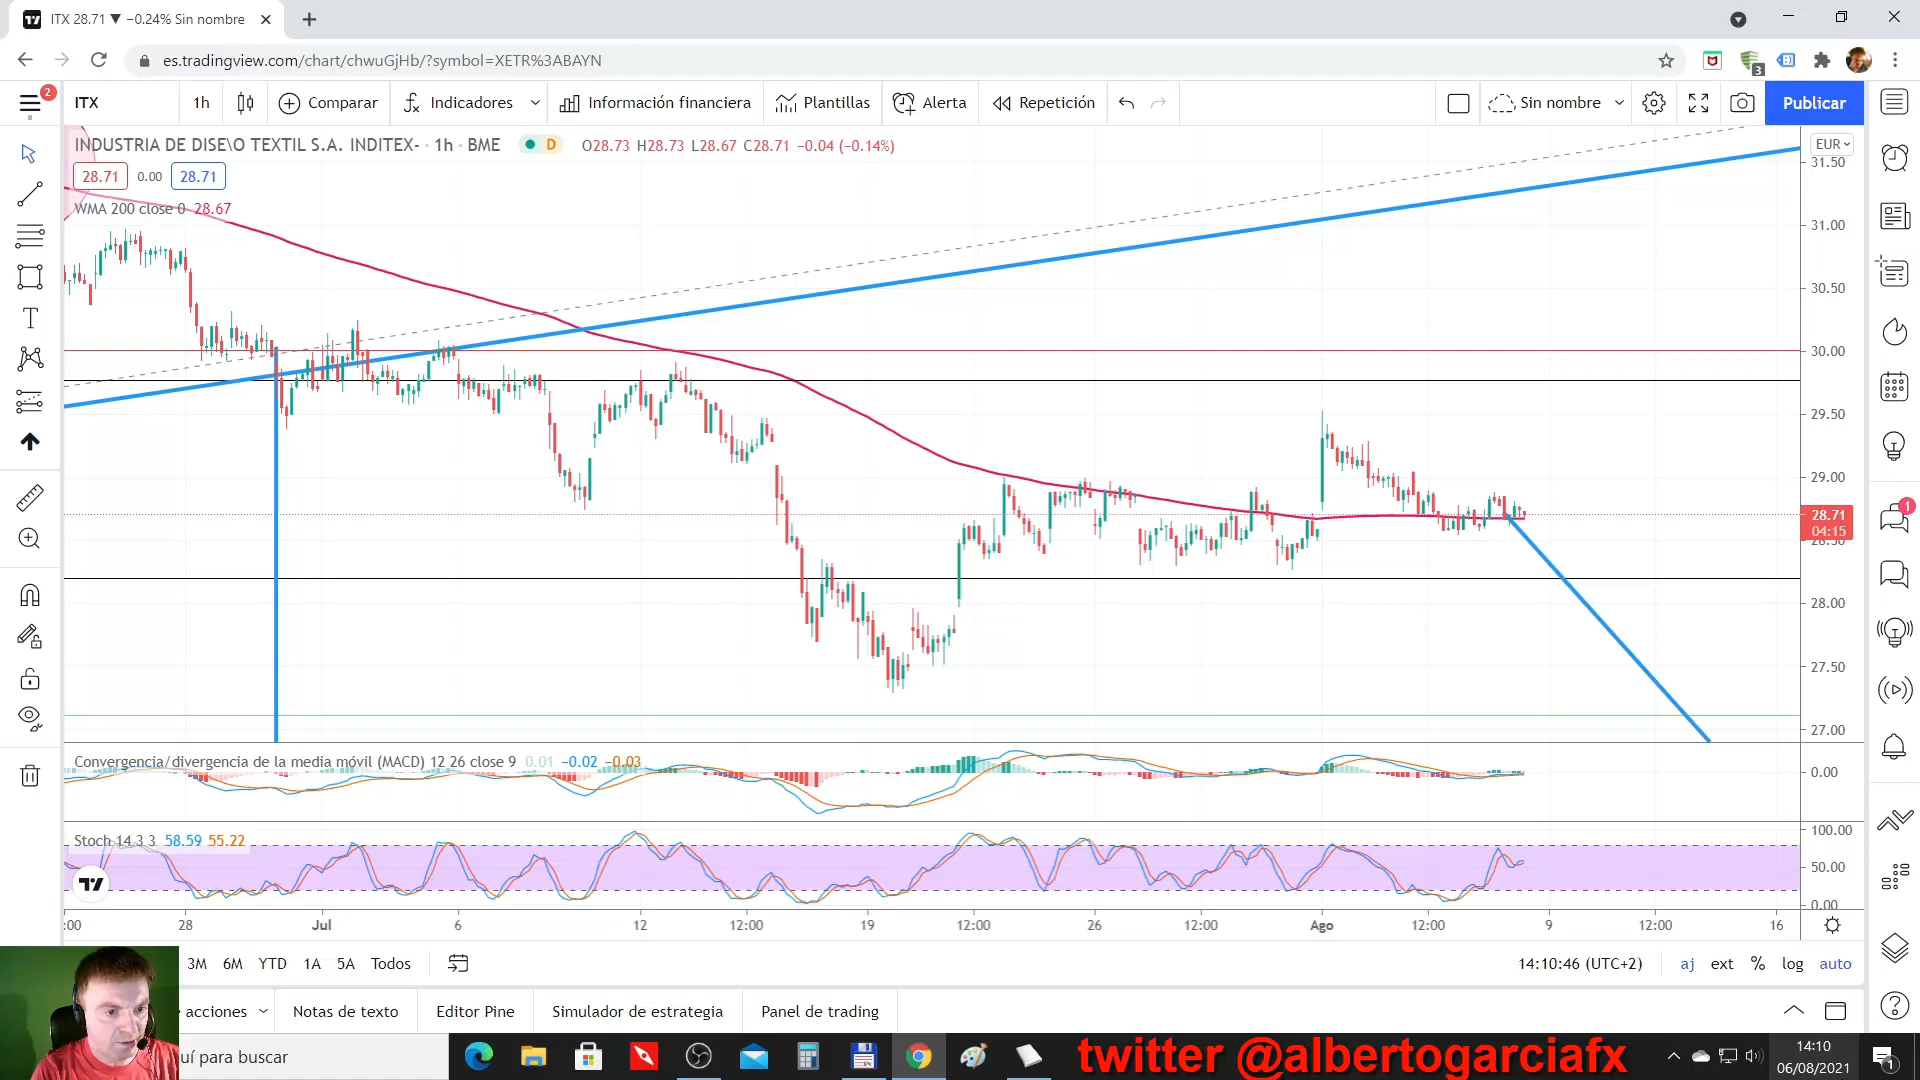 ITX 28.71 ▼ −0.24% Sin nombre
es.tradingview.com/chart/chwuGjHb/?symbol=XETR%3ABAYN
3
2
ITX 1h Comparar Indicadores Información financiera Plantillas Alerta Repetición Sin nombre Publicar
INDUSTRIA DE DISE\O TEXTIL S.A. INDITEX- · 1h · BME D O28.73 H28.73 L28.67 C28.71 −0.04 (−0.14%)
EUR
28.71 0.00 28.71
WMA 200 close 0 28.67
31.50
31.00
30.50
30.00
29.50
29.00
28.71
04:15
28.50
28.00
27.50
27.00
1
Convergencia/divergencia de la media móvil (MACD) 12 26 close 9 0.01 −0.02 −0.03
0.00
Stoch 14 3 3 58.59 55.22
100.00
50.00
0.00
:00 28 Jul 6 12 12:00 19 12:00 26 12:00 Ago 12:00 9 12:00 16
3M 6M YTD 1A 5A Todos 14:10:46 (UTC+2) aj ext % log auto
acciones Notas de texto Editor Pine Simulador de estrategia Panel de trading
uí para buscar
twitter @albertogarciafx
14:10
06/08/2021
1